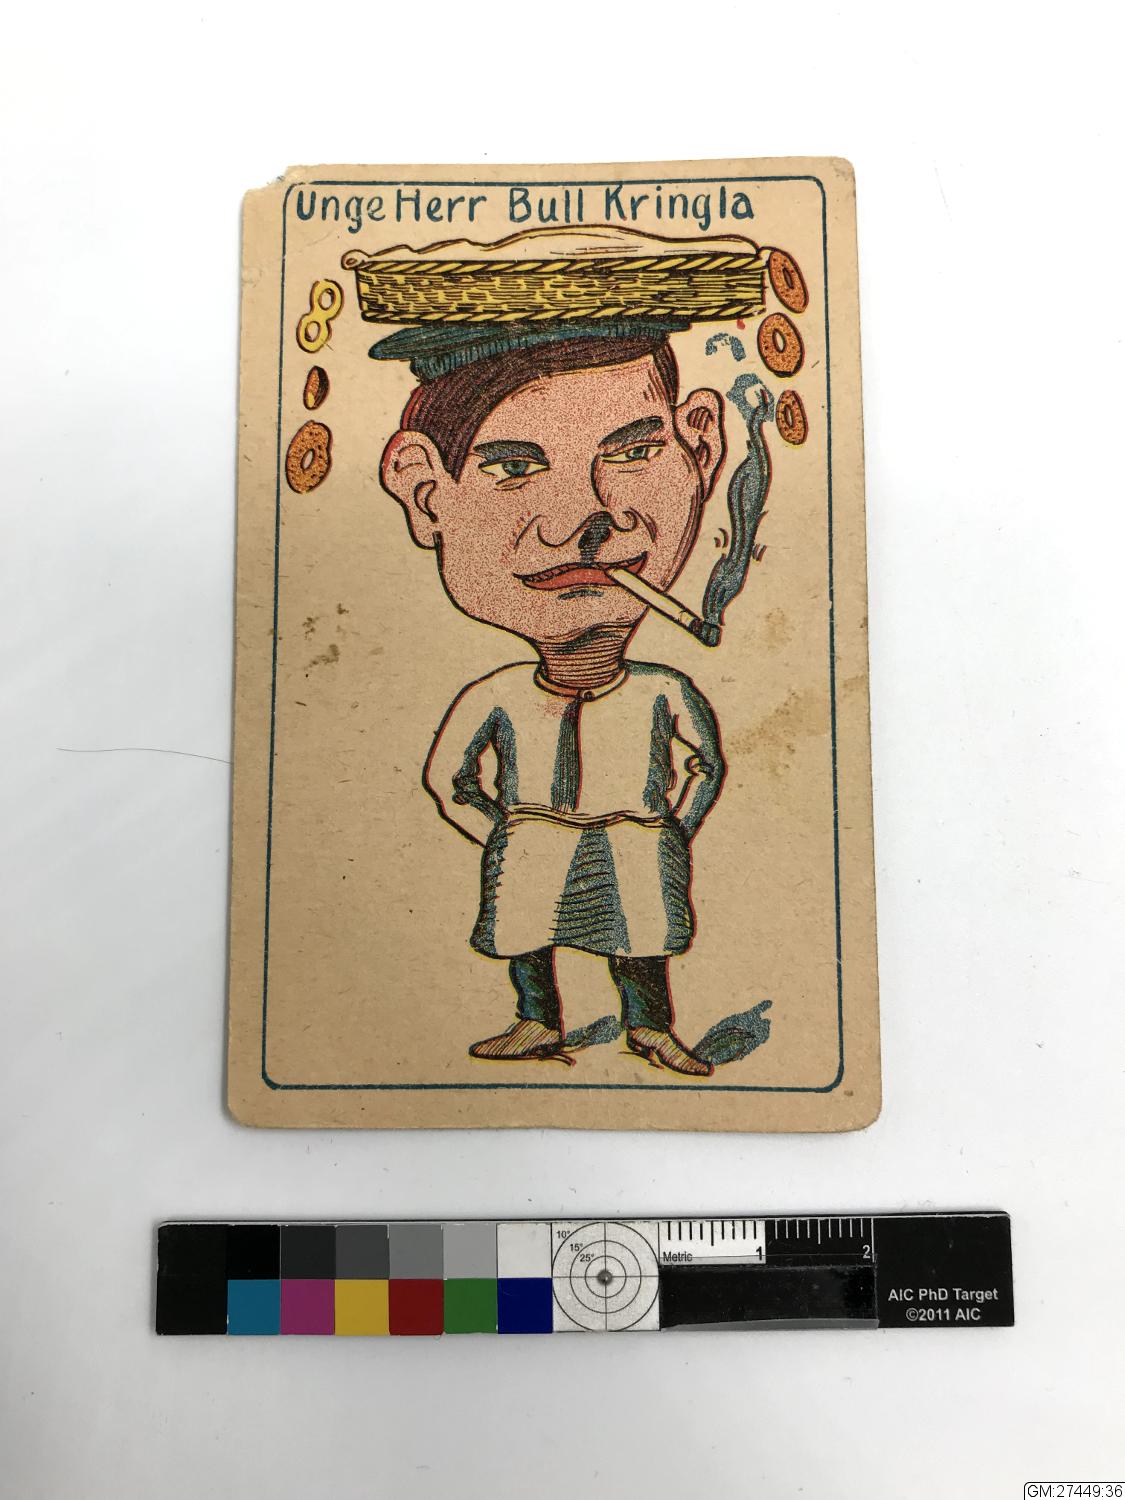 Unge Herr Bull Kringla
10°
15°
25°
Metric
1
2
AIC PhD Target
©2011 AIC
GM:27449:36